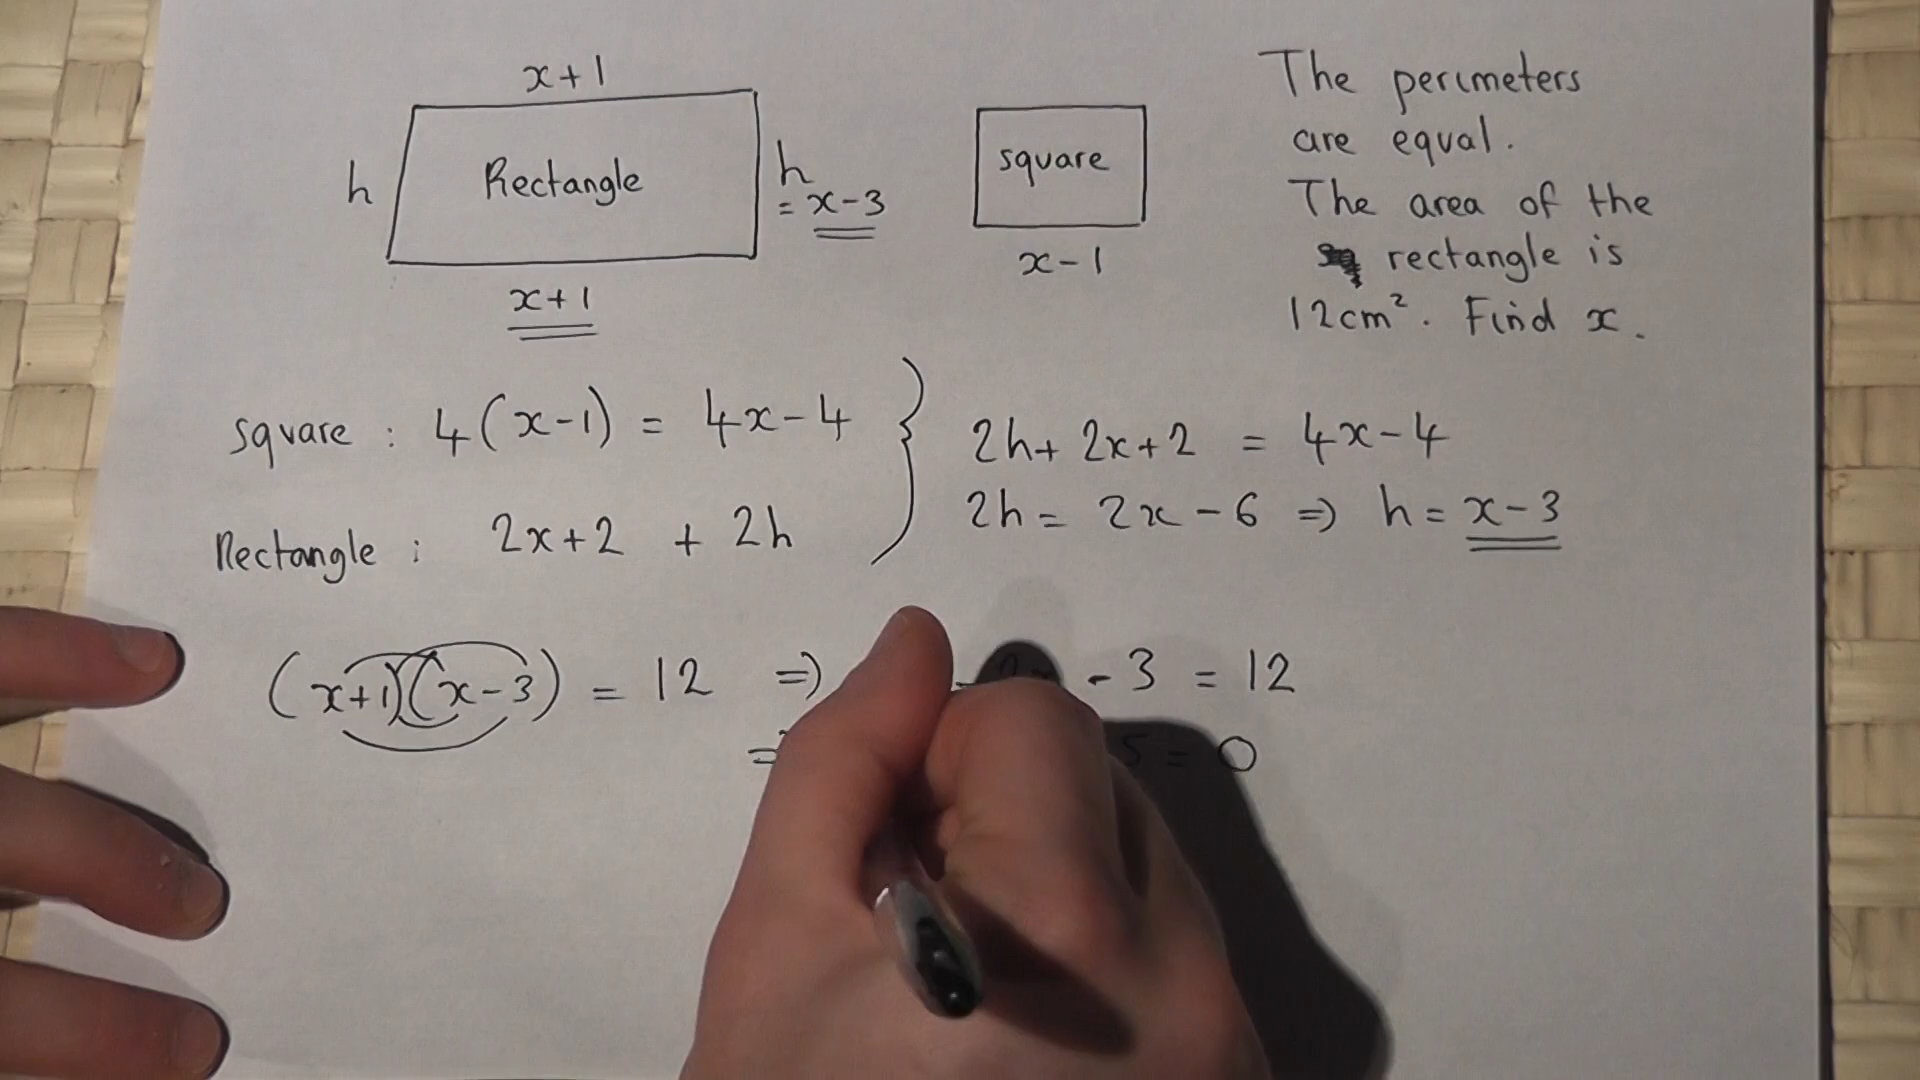 x+1
h Rectangle h
= x-3
x+1
square
x-1
The perimeters
are equal.
The area of the
rectangle is
12cm². Find x.
square : 4(x-1) = 4x-4
Rectangle : 2x+2 + 2h
2h+ 2x+2 = 4x-4
2h = 2x-6 ⇒ h = x-3
(x+1)(x-3) = 12 ⇒ - 3 = 12
5 = 0